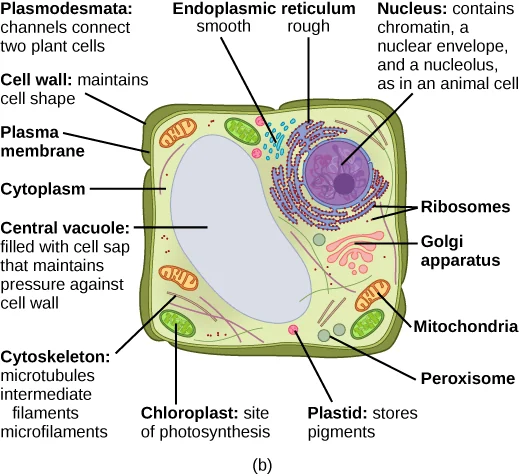 Plasmodesmata:
channels connect
two plant cells
Endoplasmic reticulum
smooth rough
Nucleus: contains
chromatin, a
nuclear envelope,
and a nucleolus,
as in an animal cell
Cell wall: maintains
cell shape
Plasma
membrane
Cytoplasm
Central vacuole:
filled with cell sap
that maintains
pressure against
cell wall
Cytoskeleton:
microtubules
intermediate
filaments
microfilaments
Ribosomes
Golgi
apparatus
Mitochondria
Peroxisome
Chloroplast: site
of photosynthesis
Plastid: stores
pigments
(b)